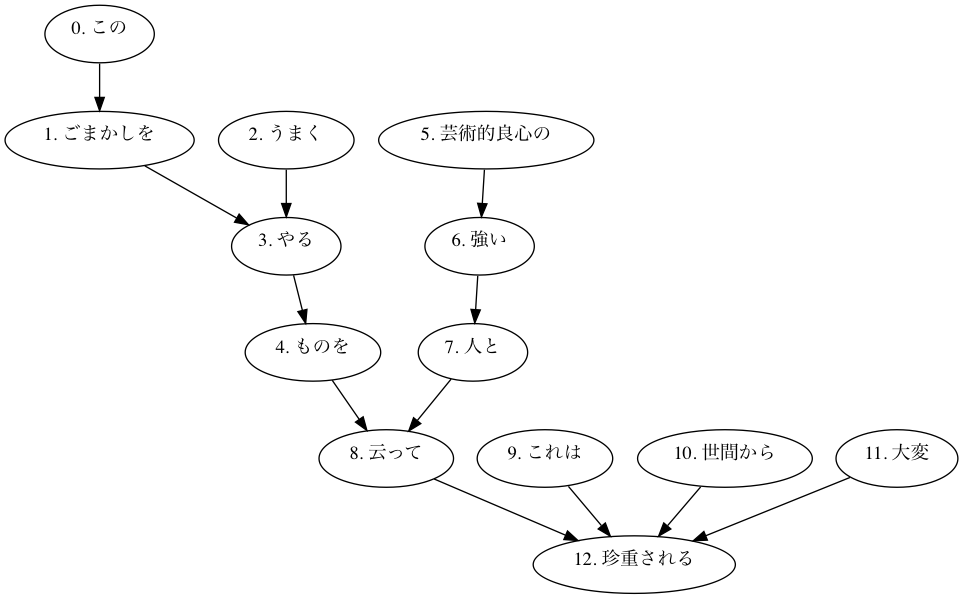 0. この
1. ごまかしを
2. うまく
5. 芸術的良心の
3. やる
6. 強い
4. ものを
7. 人と
8. 云って
9. これは
10. 世間から
11. 大変
12. 珍重される